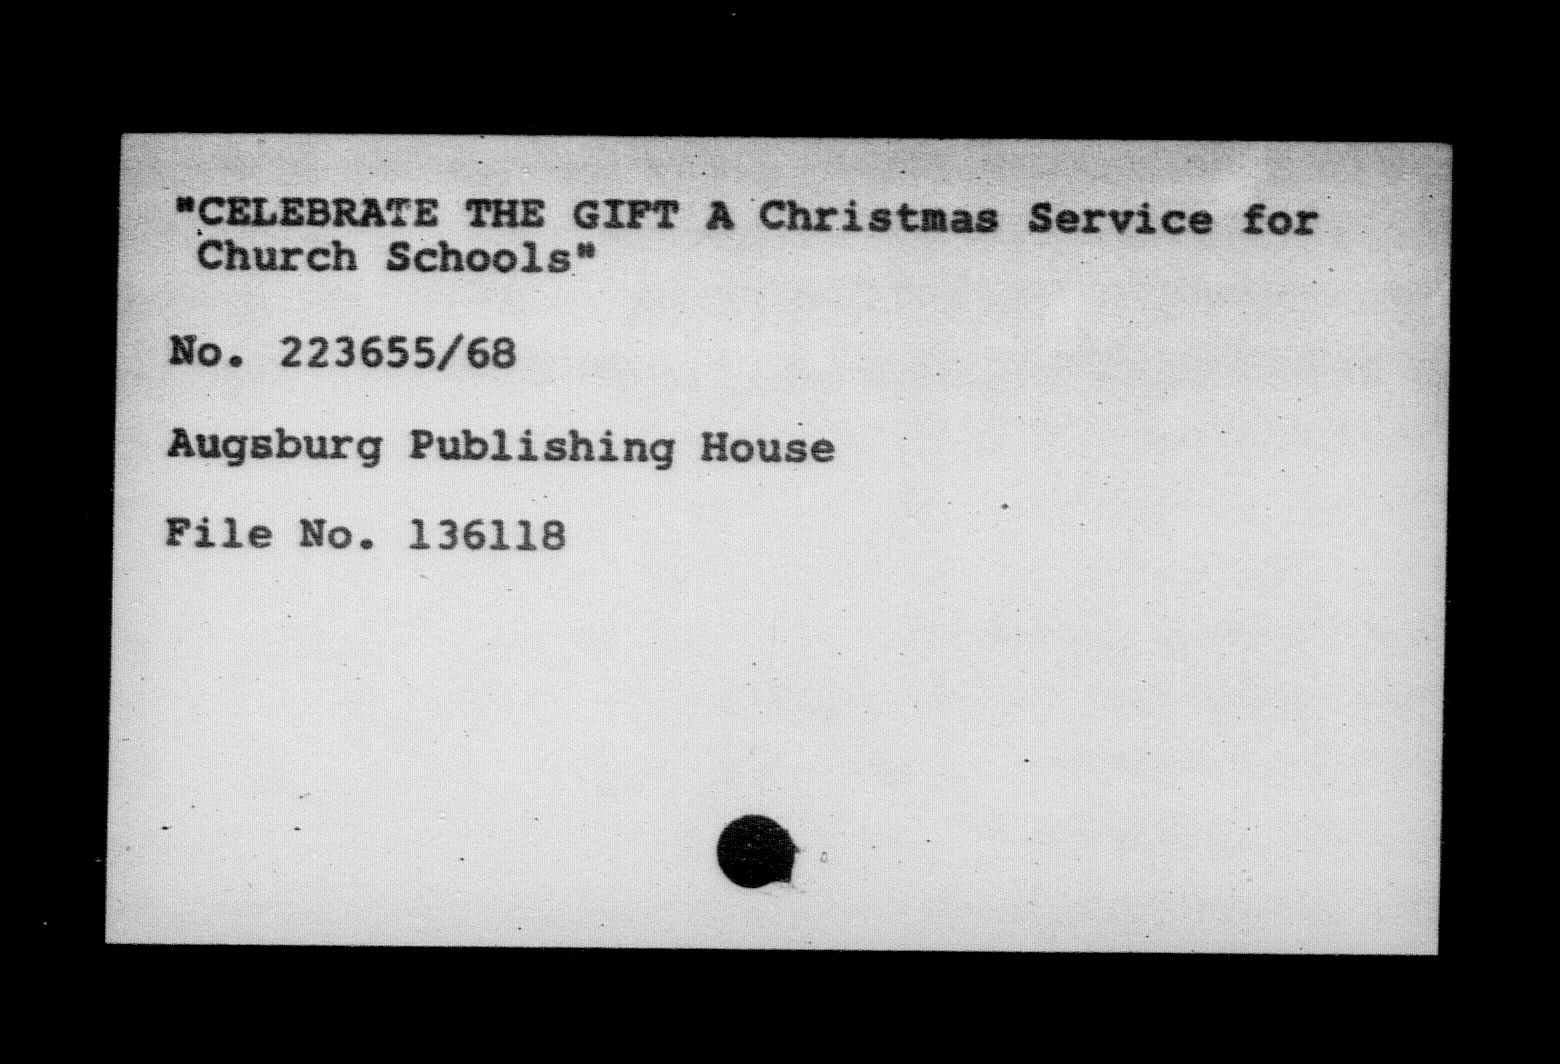 "CELEBRATE THE GIFT A Christmas Service for
Church Schools"
No. 223655/68
Augsburg Publishing House
File No. 136118